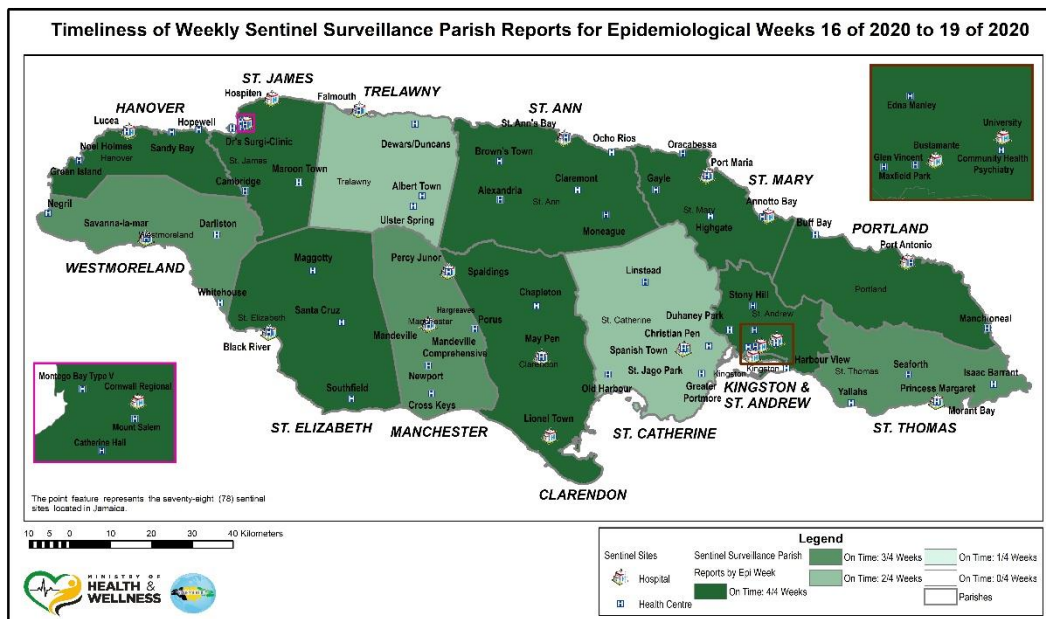 Timeliness of Weekly Sentinel Surveillance Parish Reports for Epidemiological Weeks 16 of 2020 to 19 of 2020
ST. JAMES
Hospiten
TRELAWNY
Falmouth
HANOVER
Lucea
Hopewell
Noel Holmes
Hanover
Sandy Bay
Green Island
Dr's Surgi-Clinic
St. James
Maroon Town
Cambridge
Dewars/Duncans
Trelawny
Albert Town
Ulster Spring
ST. ANN
St. Ann's Bay
Ocho Rios
Brown's Town
Claremont
Alexandria
St. Ann
Moneague
Oracabessa
Port Maria
Gayle
ST. MARY
Annotto Bay
St. Mary
Highgate
Buff Bay
PORTLAND
Port Antonio
Portland
Manchioneal
Edna Manley
University
Bustamante
Glen Vincent
Community Health
Psychiatry
Maxfield Park
Negril
Savanna-la-mar
Darliston
Westmoreland
WESTMORELAND
Whitehouse
Maggotty
Santa Cruz
St. Elizabeth
Black River
Southfield
ST. ELIZABETH
Percy Junor
Spaldings
Hargreaves
Manchester
Mandeville
Porus
Mandeville
Comprehensive
Newport
Cross Keys
MANCHESTER
Chapleton
May Pen
Clarendon
Lionel Town
CLARENDON
Linstead
St. Catherine
Duhaney Park
Christian Pen
Spanish Town
St. Jago Park
Old Harbour
Greater
Portmore
ST. CATHERINE
Stony Hill
St. Andrew
Kingston
Kingston
Harbour View
KINGSTON &
ST. ANDREW
St. Thomas
Seaforth
Isaac Barrant
Yallahs
Princess Margaret
Morant Bay
ST. THOMAS
Montego Bay Type V
Cornwall Regional
Mount Salem
Catherine Hall
The point feature represents the seventy-eight (78) sentinel
sites located in Jamaica.
10 5 0 10 20 30 40 Kilometers
MINISTRY OF
HEALTH &
WELLNESS
Legend
Sentinel Sites
Hospital
Health Centre
Sentinel Surveillance Parish
Reports by Epi Week
On Time: 4/4 Weeks
On Time: 3/4 Weeks
On Time: 2/4 Weeks
On Time: 1/4 Weeks
On Time: 0/4 Weeks
Parishes